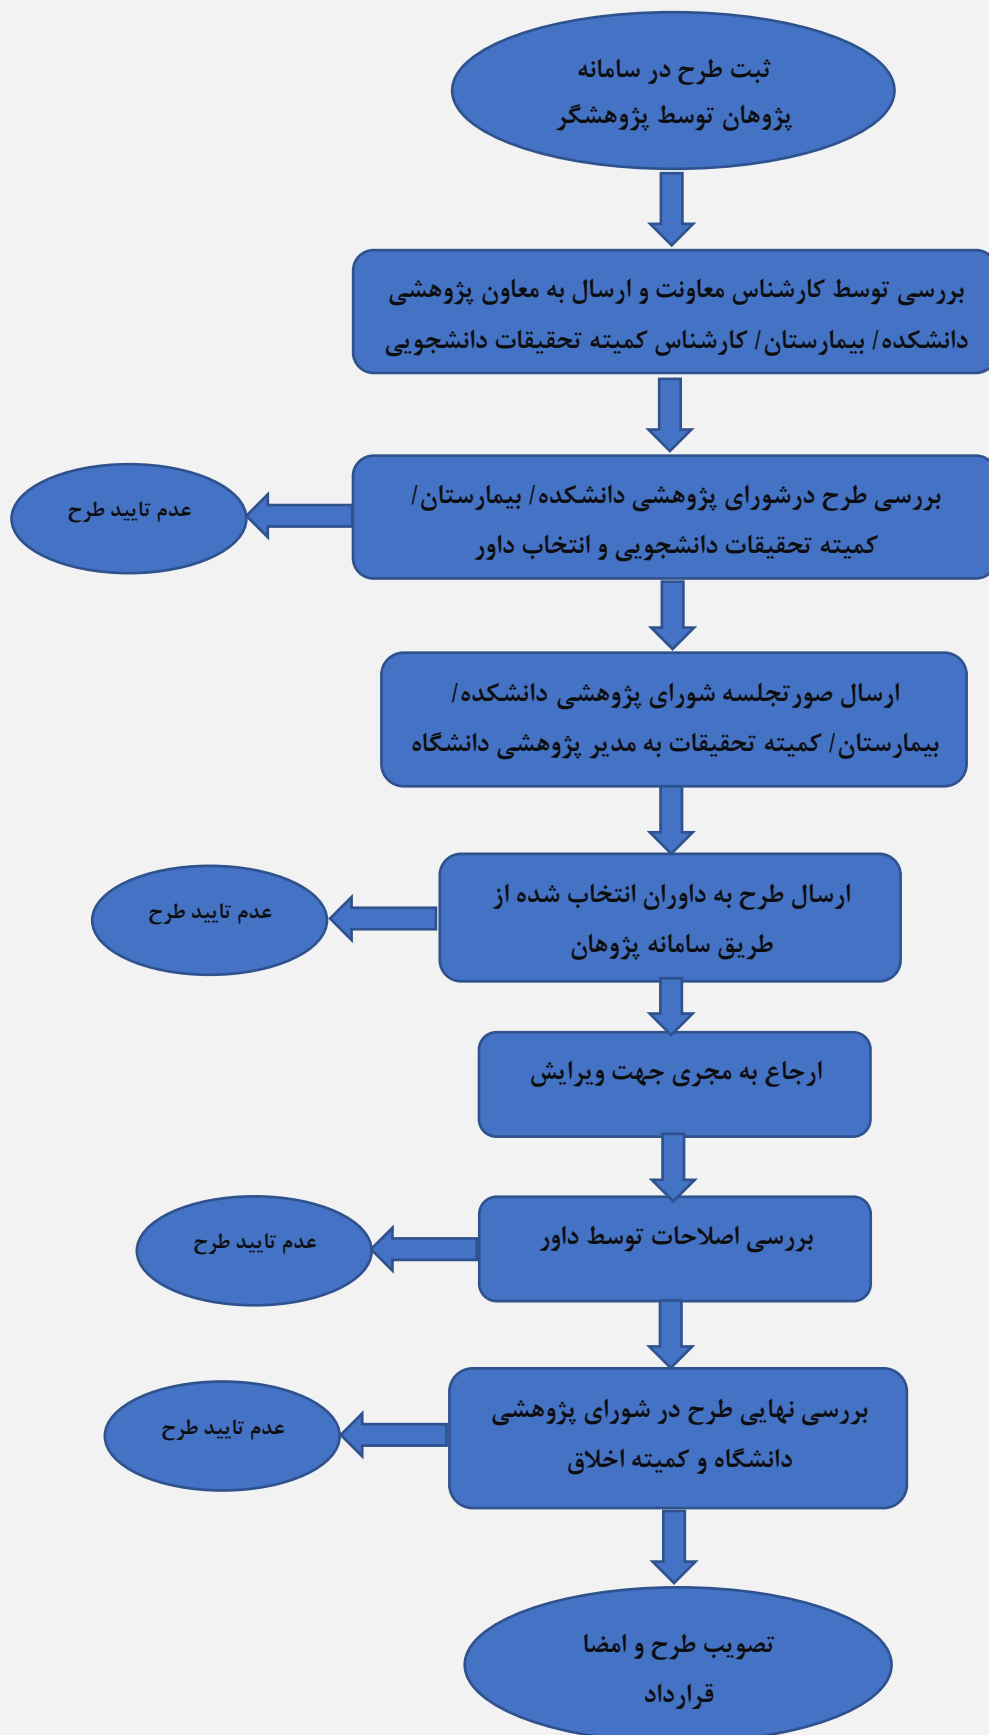 ثبت طرح در سامانه
پژوهان توسط پژوهشگر
بررسی توسط کارشناس معاونت و ارسال به معاون پژوهشی
دانشکده/ بیمارستان/ کارشناس کمیته تحقیقات دانشجویی
بررسی طرح درشورای پژوهشی دانشکده/ بیمارستان/
کمیته تحقیقات دانشجویی و انتخاب داور
عدم تایید طرح
ارسال صورتجلسه شورای پژوهشی دانشکده/
بیمارستان/ کمیته تحقیقات به مدیر پژوهشی دانشگاه
ارسال طرح به داوران انتخاب شده از
طریق سامانه پژوهان
عدم تایید طرح
ارجاع به مجری جهت ویرایش
بررسی اصلاحات توسط داور
عدم تایید طرح
بررسی نهایی طرح در شورای پژوهشی
دانشگاه و کمیته اخلاق
عدم تایید طرح
تصویب طرح و امضا
قرارداد